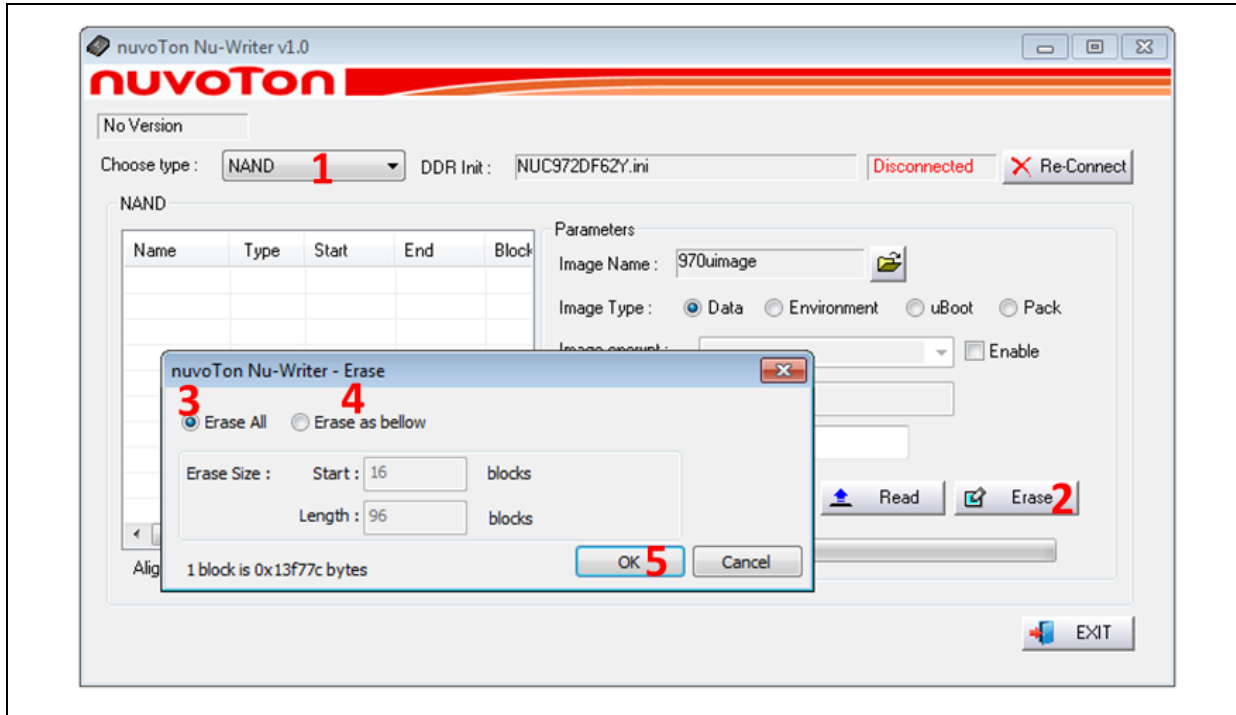 nuvoTon Nu-Writer v1.0
nuvoTon
No Version
Choose type : NAND 1 DDR Init : NUC972DF62Y.ini Disconnected Re-Connect
NAND
Parameters
Name Type Start End Block
Image Name : 970uimage
Image Type : Data Environment uBoot Pack
Image encrypt : Enable
nuvoTon Nu-Writer - Erase
3 4
Erase All Erase as bellow
Erase Size : Start : 16 blocks
Length : 96 blocks
Read Erase 2
1 block is 0x13f77c bytes
OK 5 Cancel
Alig
EXIT